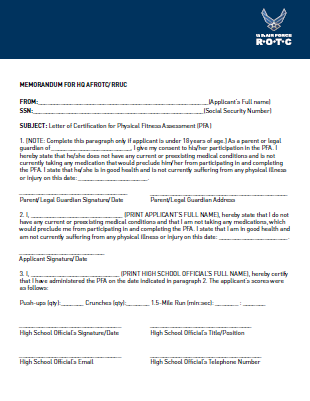 U.S. AIR FORCE
R·O·T·C
MEMORANDUM FOR HQ AFROTC/RRUC
FROM:______________________________(Applicant's Full name)
SSN:______________________________(Social Security Number)
SUBJECT: Letter of Certification for Physical Fitness Assessment (PFA)
1. [NOTE: Complete this paragraph only if applicant is under 18 years of age.] As a parent or legal
guardian of____________________, I give my consent to his/her participation in the PFA. I
hereby state that he/she does not have any current or preexisting medical conditions and is not
currently taking any medication that would preclude him/her from participating in and completing
the PFA. I state that he/she is in good health and is not currently suffering from any physical illness
or injury on this date: ________________.
Parent/Legal Guardian Signature/Date
Parent/Legal Guardian Address
2. I, ____________________ (PRINT APPLICANT'S FULL NAME), hereby state that I do not
have any current or preexisting medical conditions and that I am not taking any medications, which
would preclude me from participating in and completing the PFA. I state that I am in good health and
am not currently suffering from any physical illness or injury on this date: ________________.
Applicant Signature/Date
3. I, ____________________ (PRINT HIGH SCHOOL OFFICIAL'S FULL NAME), hereby certify
that I have administered the PFA on the date indicated in paragraph 2. The applicant's scores were
as follows:
Push-ups (qty):______ Crunches (qty):______ 1.5-Mile Run (min:sec): ______ : ______
High School Official's Signature/Date
High School Official's Title/Position
High School Official's Email
High School Official's Telephone Number